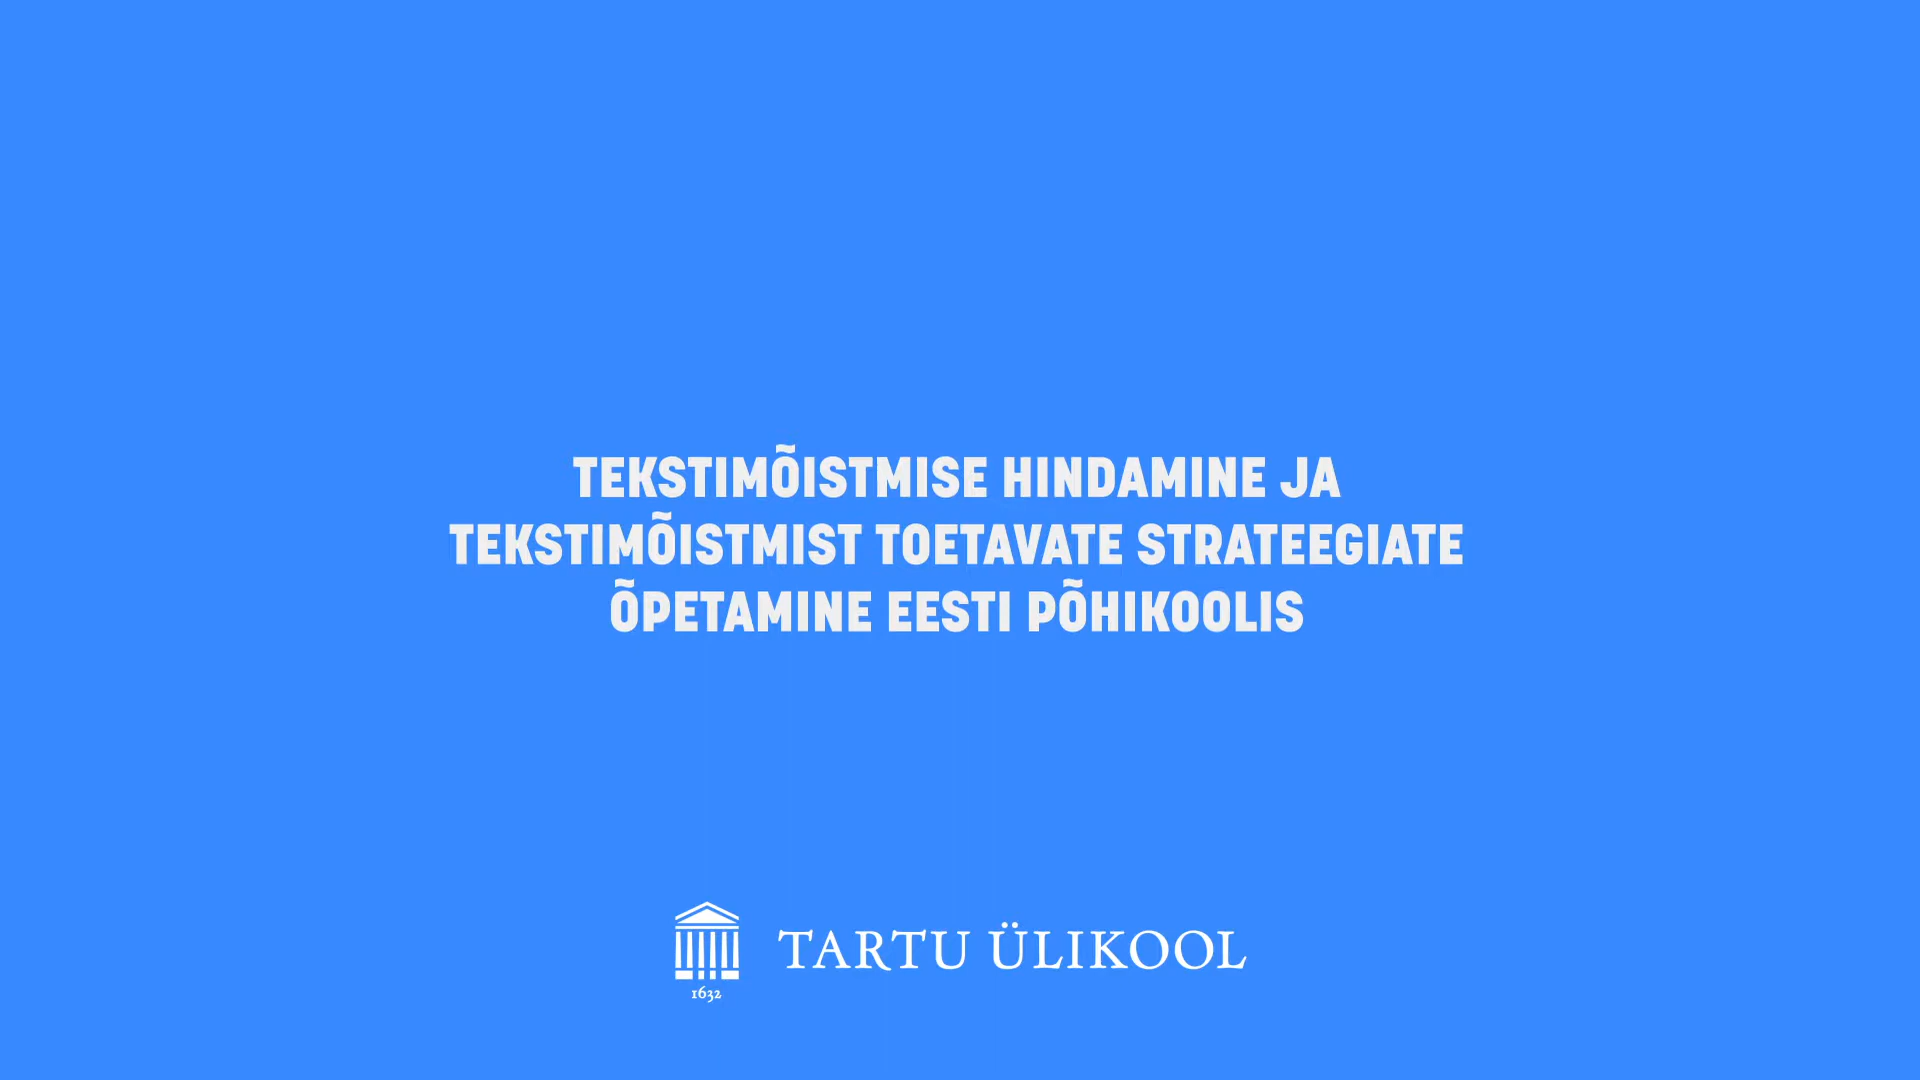 TEKSTIMÕISTMISE HINDAMINE JA
TEKSTIMÕISTMIST TOETAVATE STRATEEGIATE
ÕPETAMINE EESTI PÕHIKOOLIS
TARTU ÜLIKOOL
1632